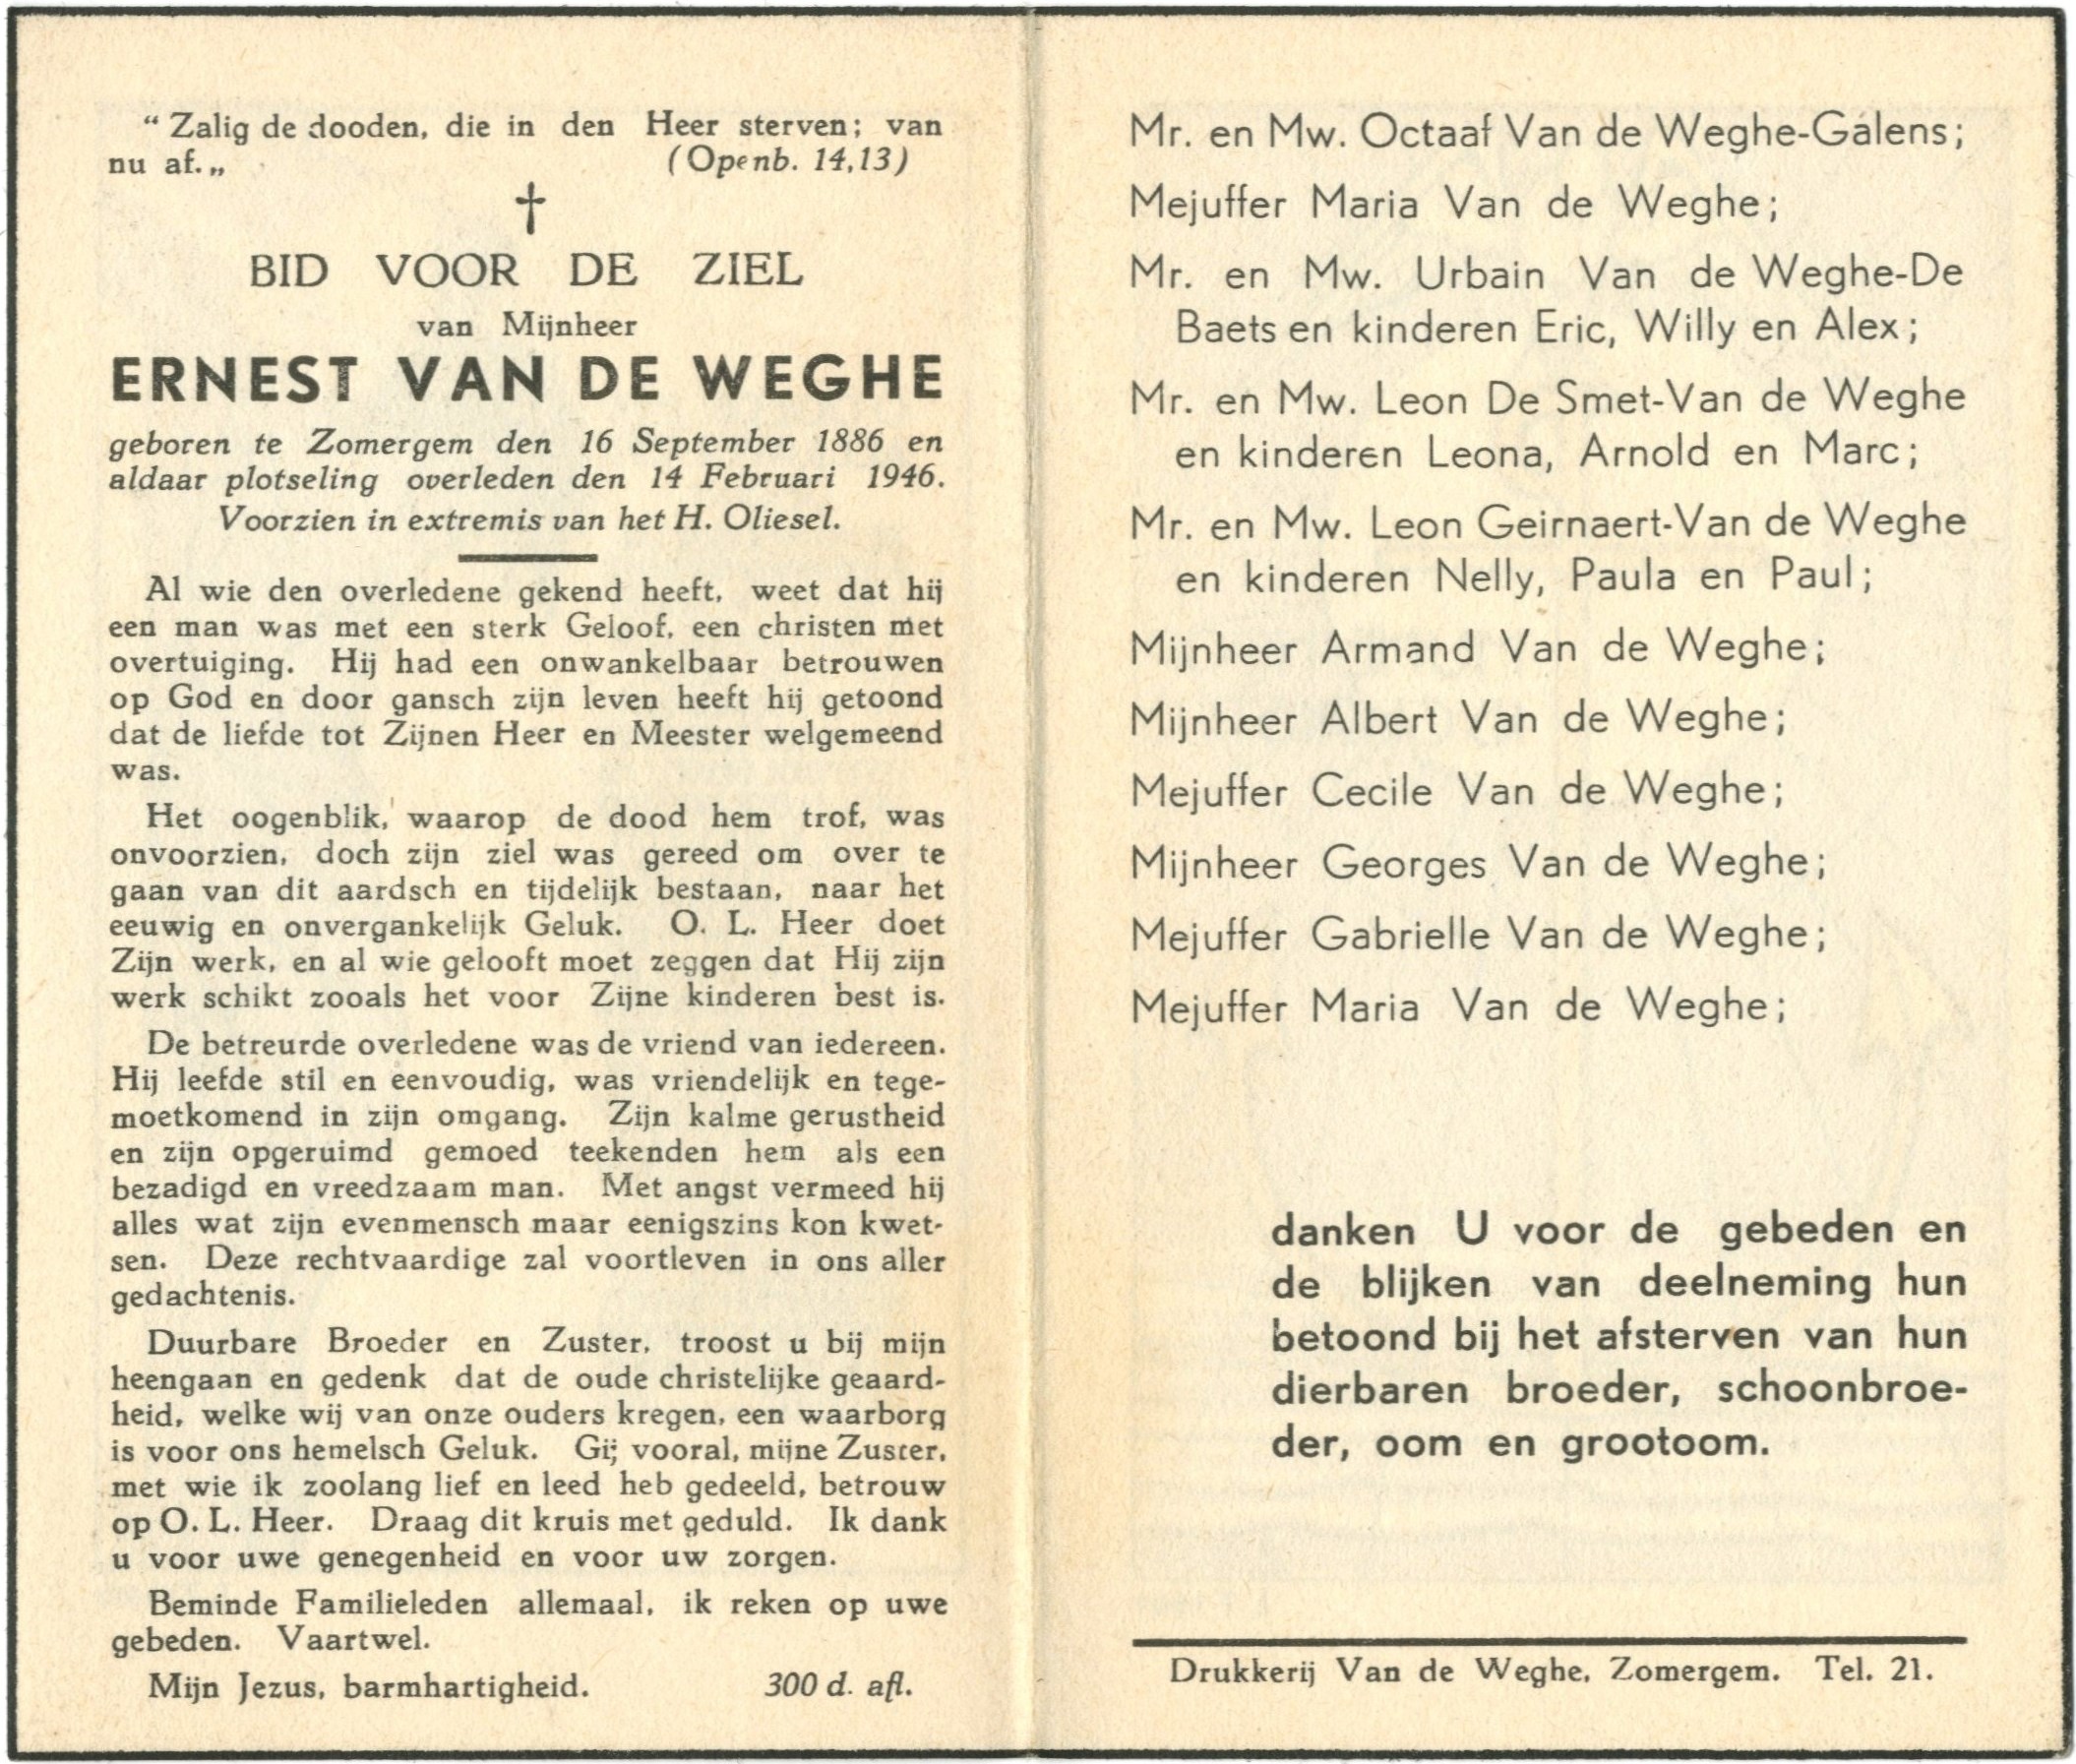 “ Zalig de dooden, die in den Heer sterven; van
nu af.„ (Openb. 14,13)
†
BID VOOR DE ZIEL
van Mijnheer
ERNEST VAN DE WEGHE
geboren te Zomergem den 16 September 1886 en
aldaar plotseling overleden den 14 Februari 1946.
Voorzien in extremis van het H. Oliesel.
Al wie den overledene gekend heeft, weet dat hij
een man was met een sterk Geloof, een christen met
overtuiging. Hij had een onwankelbaar betrouwen
op God en door gansch zijn leven heeft hij getoond
dat de liefde tot Zijnen Heer en Meester welgemeend
was.
Het oogenblik, waarop de dood hem trof, was
onvoorzien, doch zijn ziel was gereed om over te
gaan van dit aardsch en tijdelijk bestaan, naar het
eeuwig en onvergankelijk Geluk. O. L. Heer doet
Zijn werk, en al wie gelooft moet zeggen dat Hij zijn
werk schikt zooals het voor Zijne kinderen best is.
De betreurde overledene was de vriend van iedereen.
Hij leefde stil en eenvoudig, was vriendelijk en tege-
moetkomend in zijn omgang. Zijn kalme gerustheid
en zijn opgeruimd gemoed teekenden hem als een
bezadigd en vreedzaam man. Met angst vermeed hij
alles wat zijn evenmensch maar eenigszins kon kwet-
sen. Deze rechtvaardige zal voortleven in ons aller
gedachtenis.
Duurbare Broeder en Zuster, troost u bij mijn
heengaan en gedenk dat de oude christelijke geaard-
heid, welke wij van onze ouders kregen, een waarborg
is voor ons hemelsch Geluk. Gij vooral, mijne Zuster,
met wie ik zoolang lief en leed heb gedeeld, betrouw
op O. L. Heer. Draag dit kruis met geduld. Ik dank
u voor uwe genegenheid en voor uw zorgen.
Beminde Familieleden allemaal, ik reken op uwe
gebeden. Vaartwel.
Mijn Jezus, barmhartigheid. 300 d. afl.
Mr. en Mw. Octaaf Van de Weghe-Galens;
Mejuffer Maria Van de Weghe;
Mr. en Mw. Urbain Van de Weghe-De
Baets en kinderen Eric, Willy en Alex;
Mr. en Mw. Leon De Smet-Van de Weghe
en kinderen Leona, Arnold en Marc;
Mr. en Mw. Leon Geirnaert-Van de Weghe
en kinderen Nelly, Paula en Paul;
Mijnheer Armand Van de Weghe;
Mijnheer Albert Van de Weghe;
Mejuffer Cecile Van de Weghe;
Mijnheer Georges Van de Weghe;
Mejuffer Gabrielle Van de Weghe;
Mejuffer Maria Van de Weghe;
danken U voor de gebeden en
de blijken van deelneming hun
betoond bij het afsterven van hun
dierbaren broeder, schoonbroe-
der, oom en grootoom.
Drukkerij Van de Weghe, Zomergem. Tel. 21.